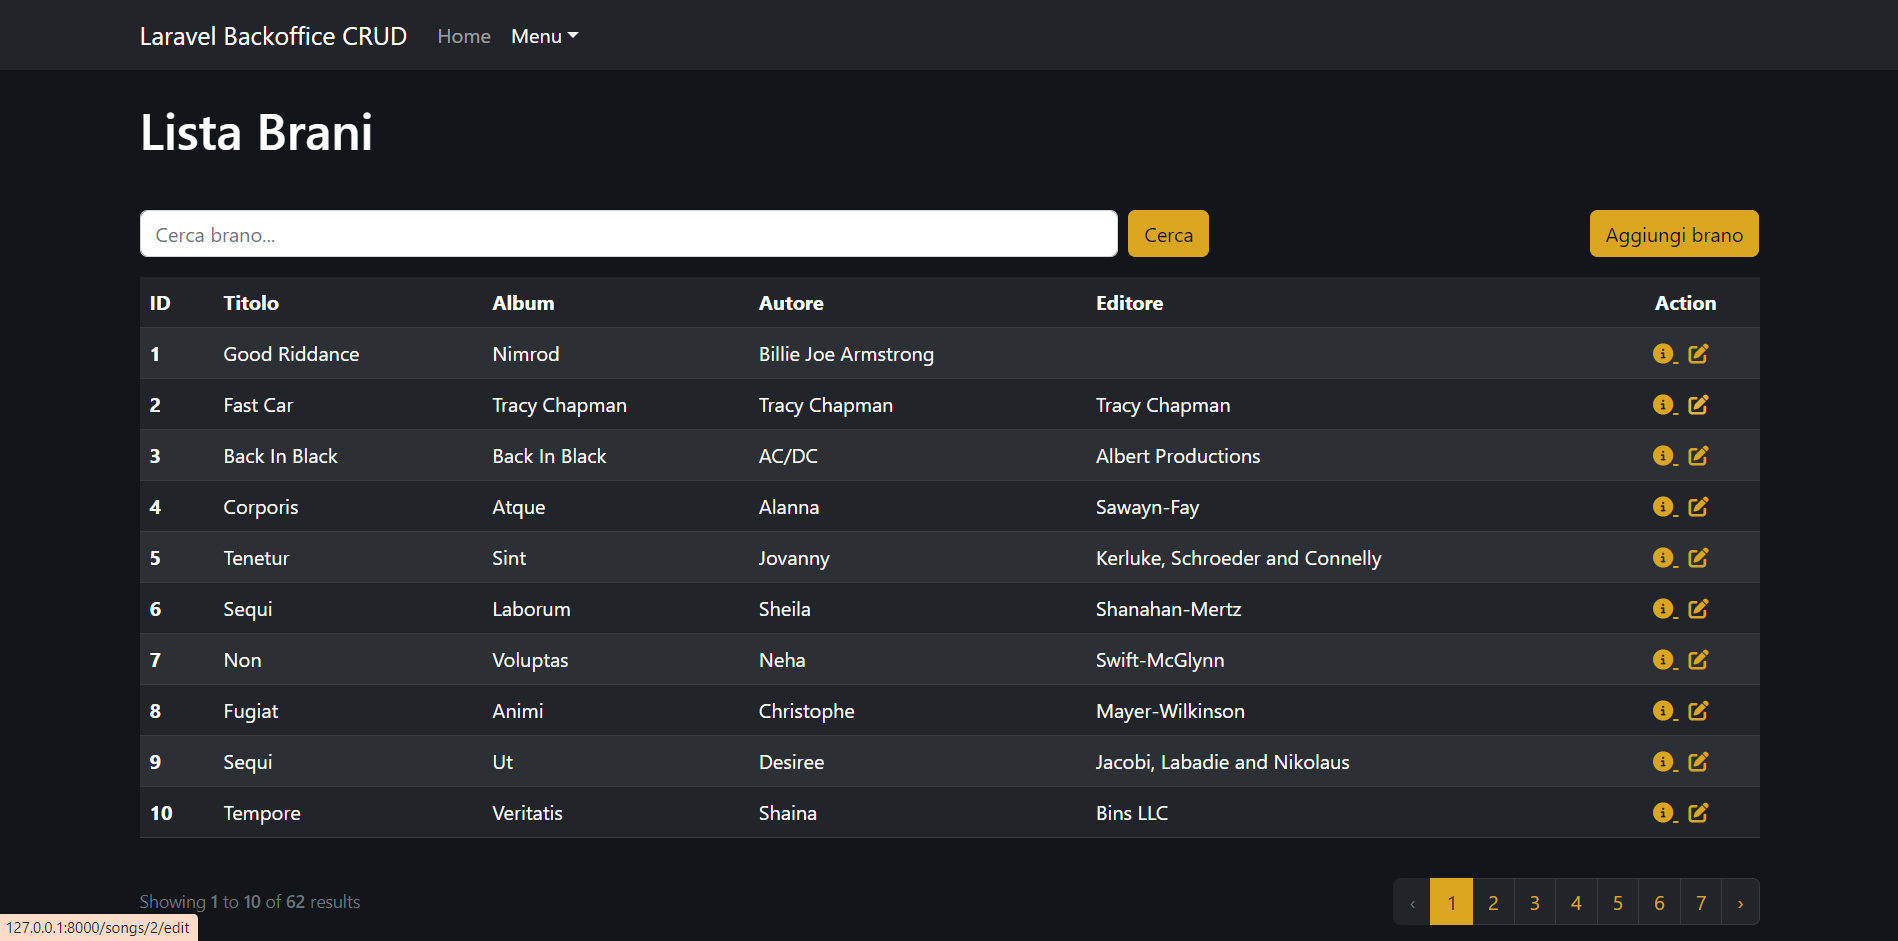 Laravel Backoffice CRUD Home Menu
Lista Brani
Cerca brano... Cerca Aggiungi brano
ID Titolo Album Autore Editore Action
1 Good Riddance Nimrod Billie Joe Armstrong
2 Fast Car Tracy Chapman Tracy Chapman Tracy Chapman
3 Back In Black Back In Black AC/DC Albert Productions
4 Corporis Atque Alanna Sawayn-Fay
5 Tenetur Sint Jovanny Kerluke, Schroeder and Connelly
6 Sequi Laborum Sheila Shanahan-Mertz
7 Non Voluptas Neha Swift-McGlynn
8 Fugiat Animi Christophe Mayer-Wilkinson
9 Sequi Ut Desiree Jacobi, Labadie and Nikolaus
10 Tempore Veritatis Shaina Bins LLC
Showing 1 to 10 of 62 results ‹ 1 2 3 4 5 6 7 ›
127.0.0.1:8000/songs/2/edit